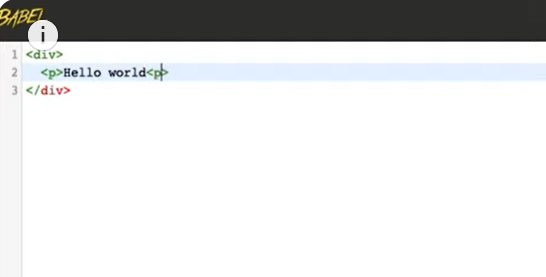 BABEL
i
1 <div>
2 <p>Hello world<p>
3 </div>